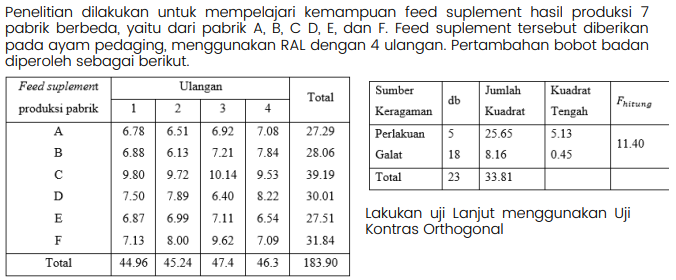 Penelitian dilakukan untuk mempelajari kemampuan feed suplement hasil produksi 7
pabrik berbeda, yaitu dari pabrik A, B, C D, E, dan F. Feed suplement tersebut diberikan
pada ayam pedaging, menggunakan RAL dengan 4 ulangan. Pertambahan bobot badan
diperoleh sebagai berikut.
Feed suplement produksi pabrik Ulangan Total
1 2 3 4
A 6.78 6.51 6.92 7.08 27.29
B 6.88 6.13 7.21 7.84 28.06
C 9.80 9.72 10.14 9.53 39.19
D 7.50 7.89 6.40 8.22 30.01
E 6.87 6.99 7.11 6.54 27.51
F 7.13 8.00 9.62 7.09 31.84
Total 44.96 45.24 47.4 46.3 183.90
Sumber Keragaman db Jumlah Kuadrat Kuadrat Tengah Fhitung
Perlakuan 5 25.65 5.13 11.40
Galat 18 8.16 0.45
Total 23 33.81
Lakukan uji Lanjut menggunakan Uji
Kontras Orthogonal